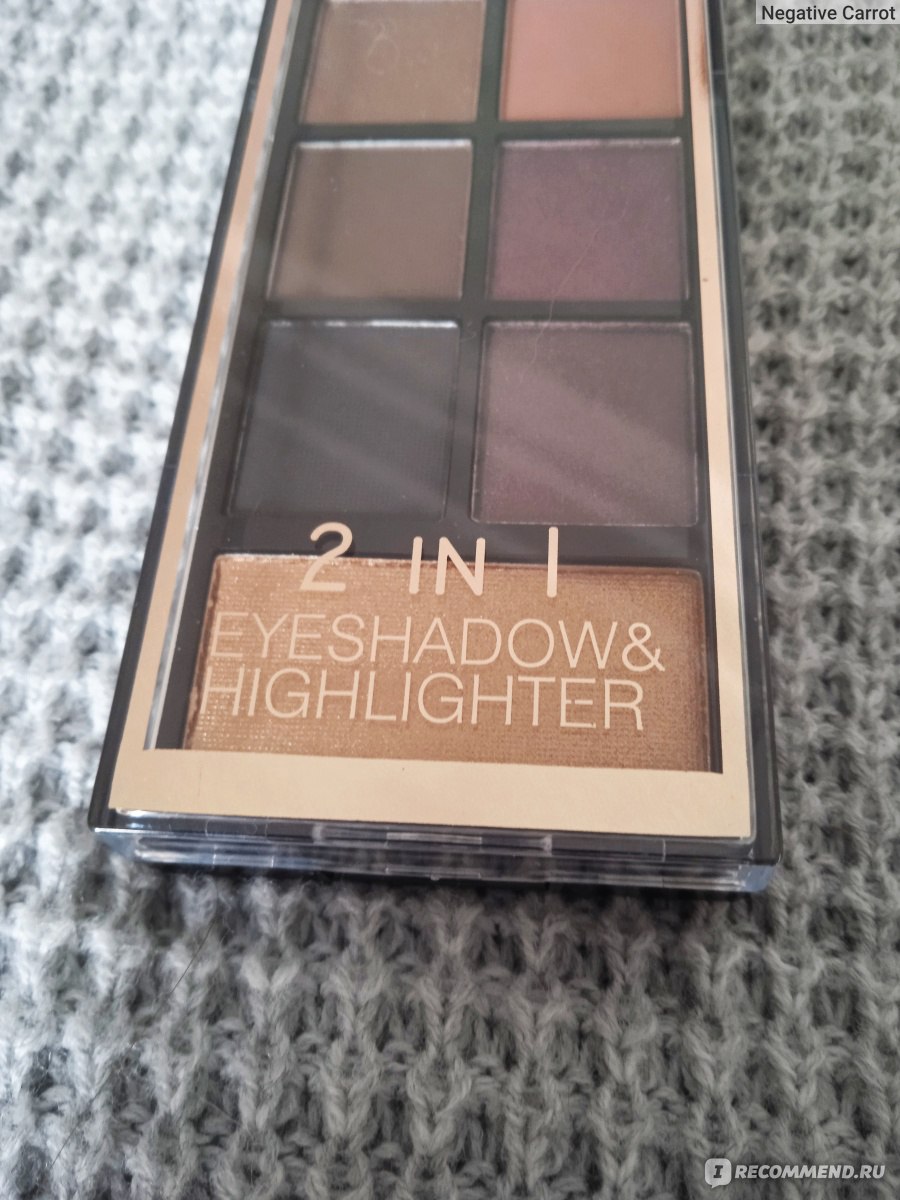 Negative Carrot
2 IN 1
EYESHADOW&
HIGHLIGHTER
I RECOMMEND.RU